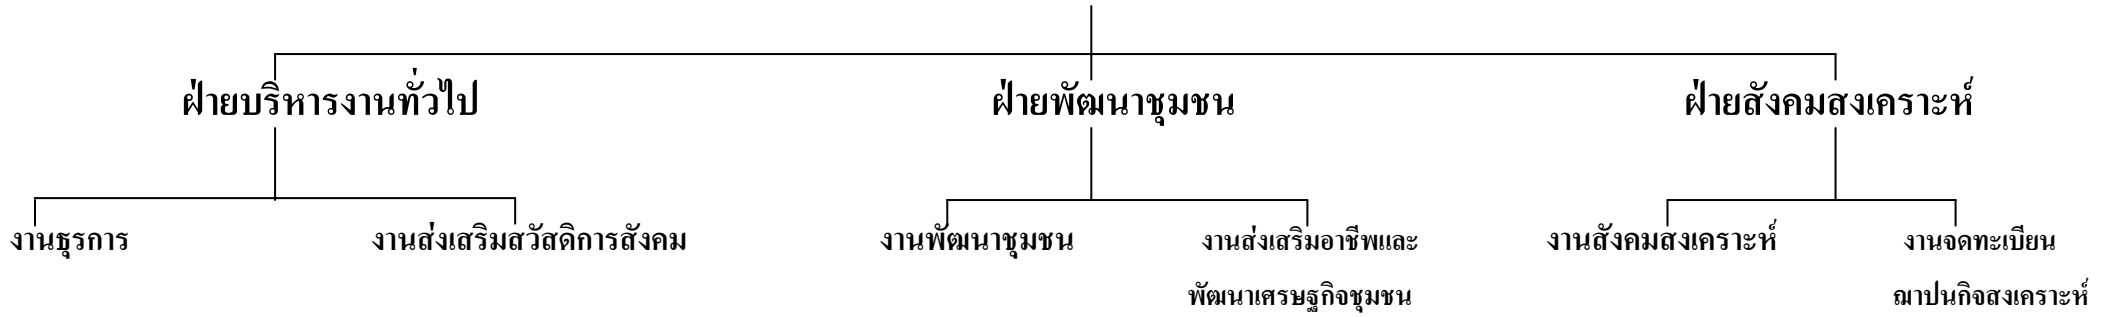 ฝ่ายบริหารงานทั่วไป
ฝ่ายพัฒนาชุมชน
ฝ่ายสังคมสงเคราะห์
งานธุรการ
งานส่งเสริมสวัสดิการสังคม
งานพัฒนาชุมชน
งานส่งเสริมอาชีพและ
พัฒนาเศรษฐกิจชุมชน
งานสังคมสงเคราะห์
งานจดทะเบียน
ฌาปนกิจสงเคราะห์